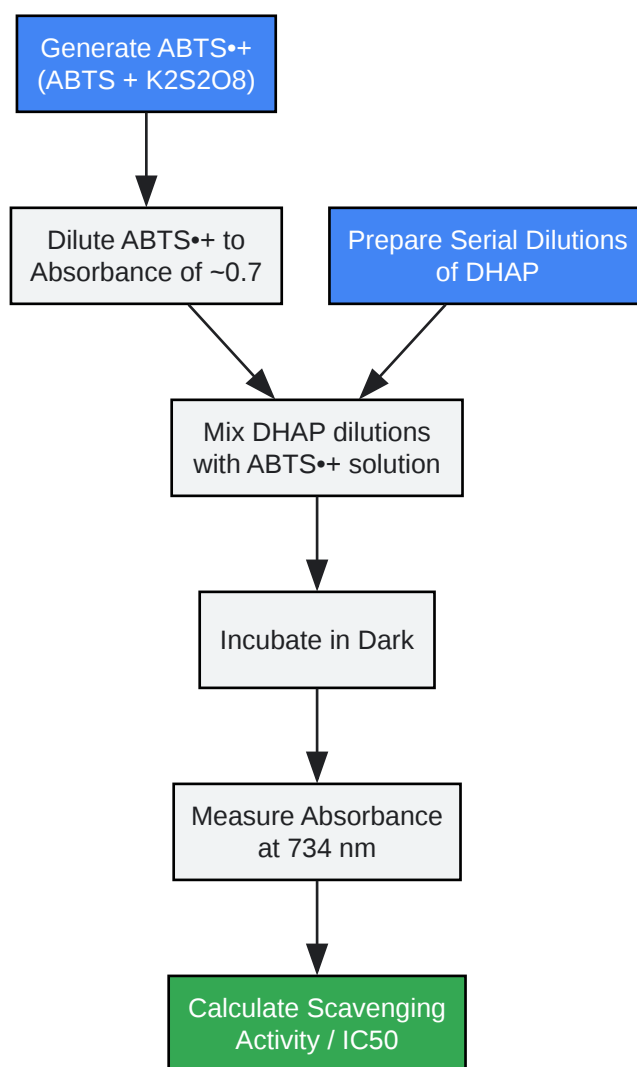 Generate ABTS•+
(ABTS + K2S2O8)
Dilute ABTS•+ to
Absorbance of ~0.7
Prepare Serial Dilutions
of DHAP
Mix DHAP dilutions
with ABTS•+ solution
Incubate in Dark
Measure Absorbance
at 734 nm
Calculate Scavenging
Activity / IC50